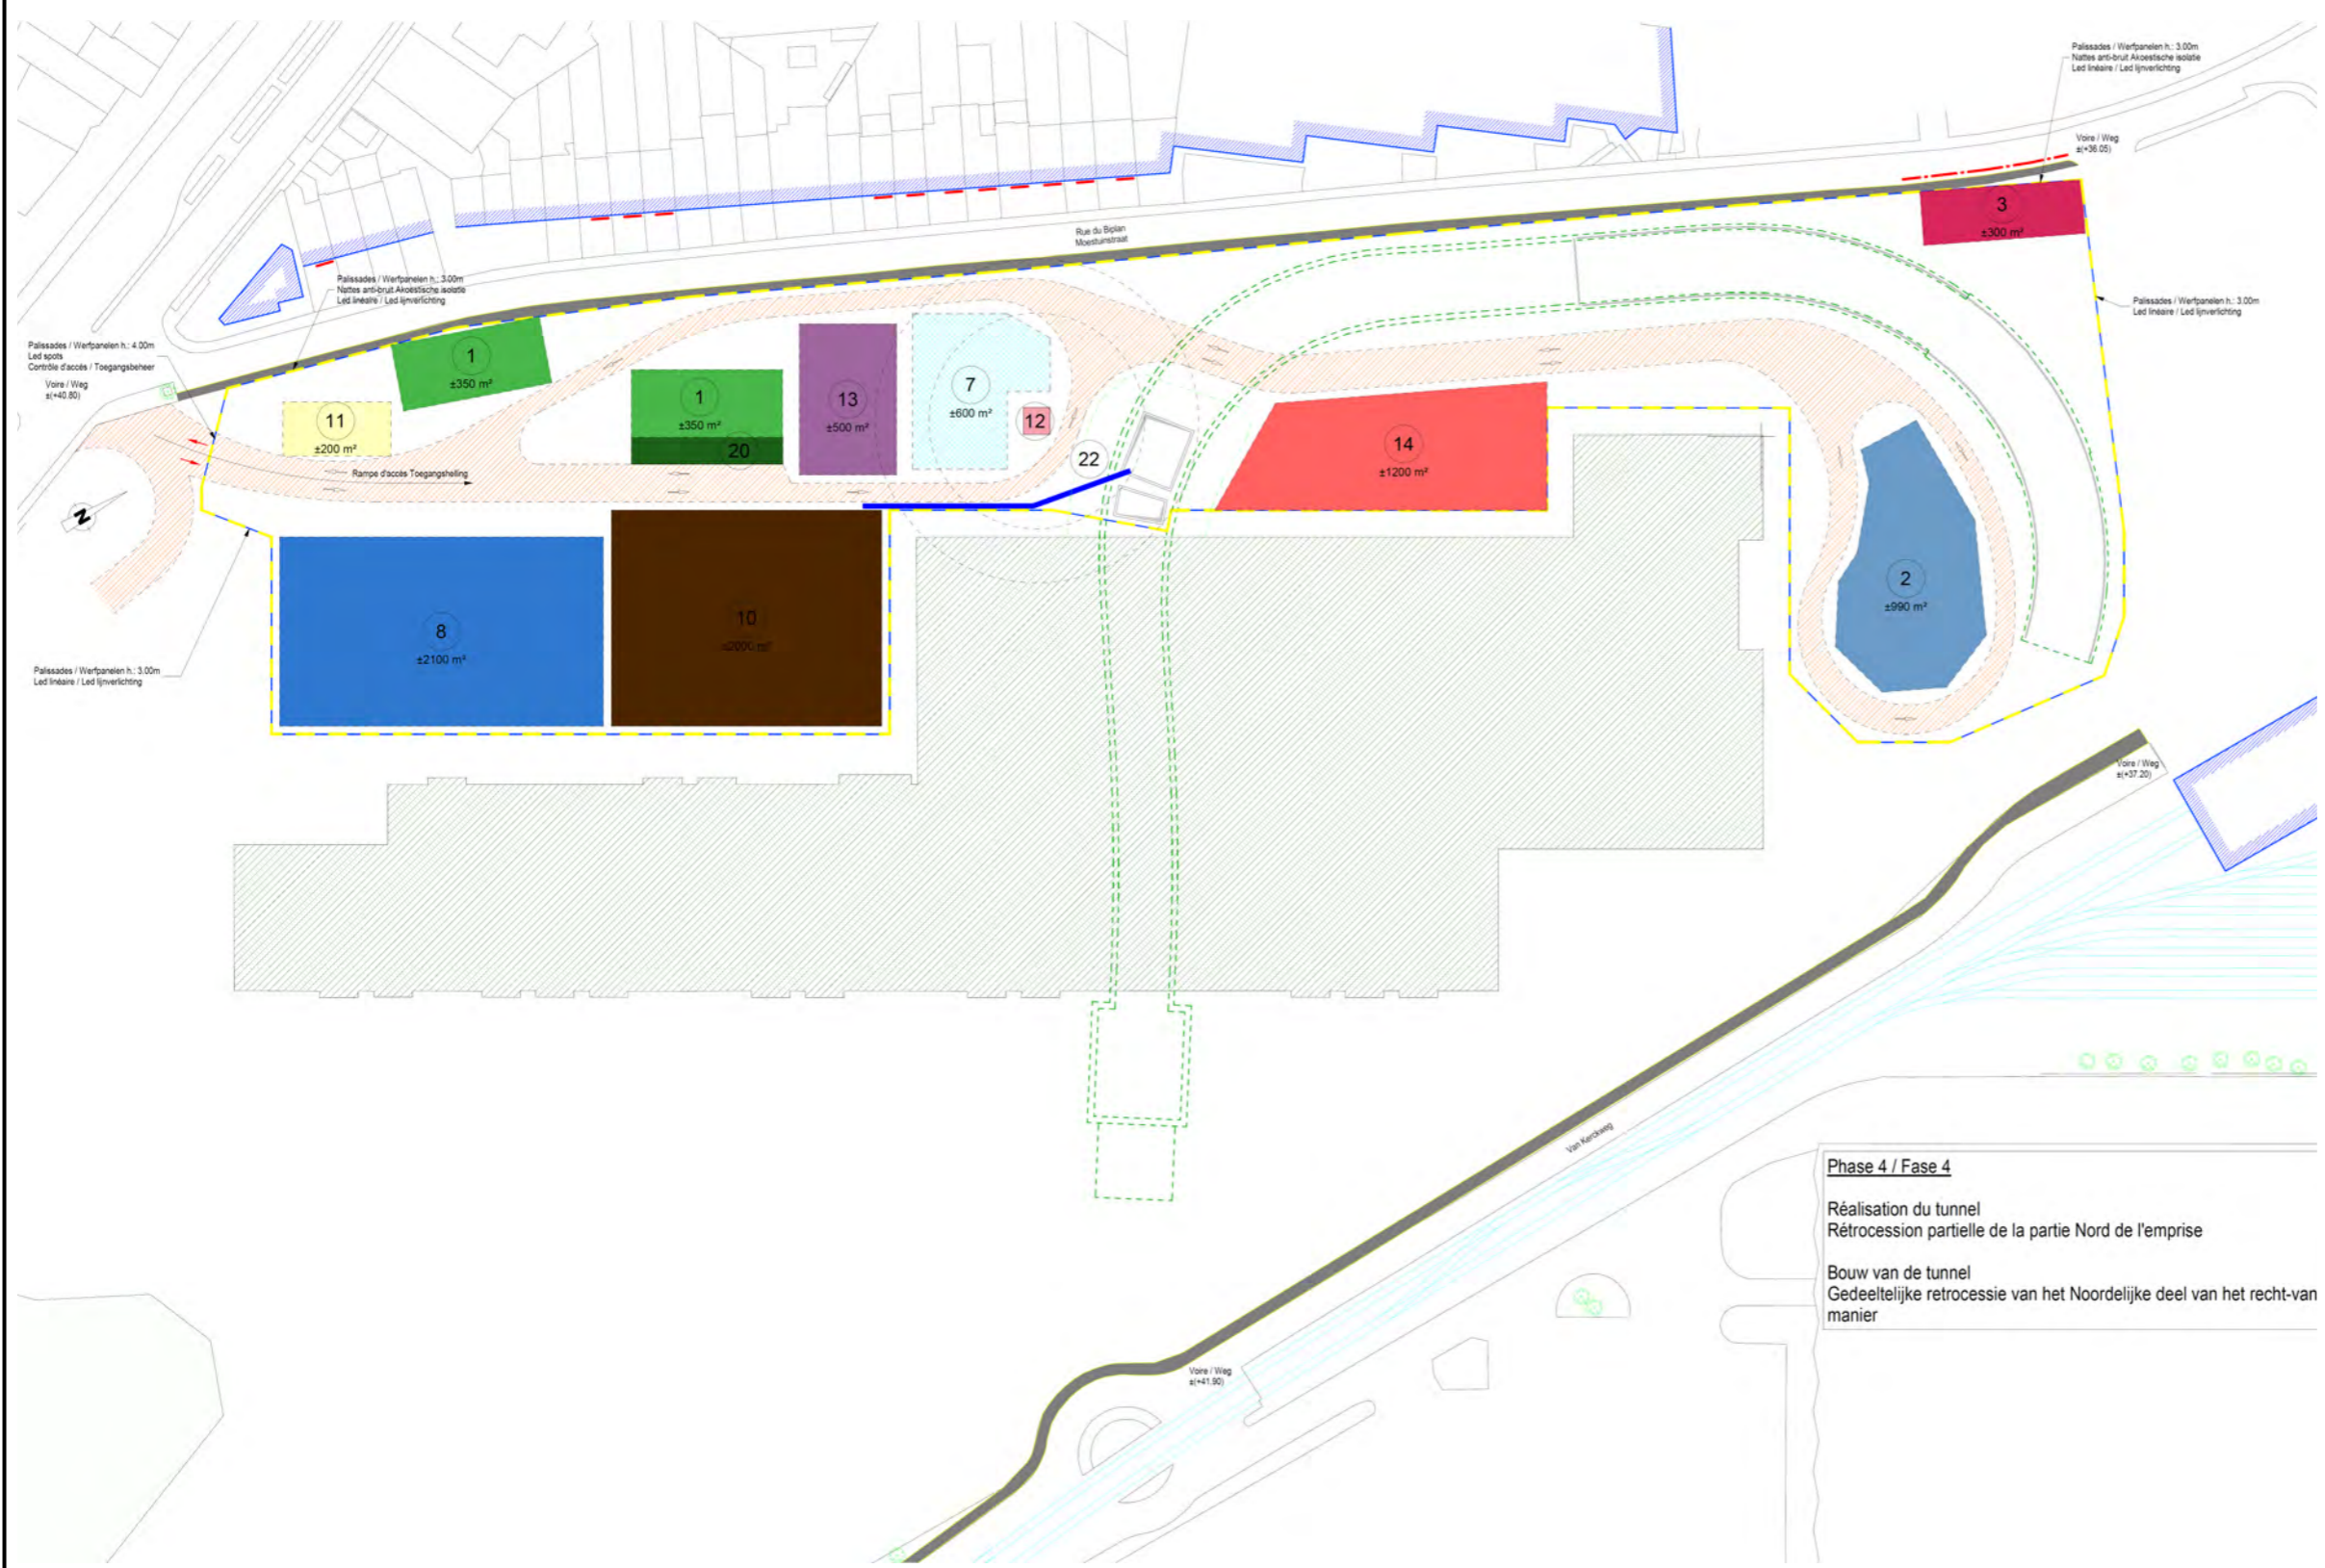 Palissades / Werfpanelen h.: 3.00m
Nattes anti-bruit Akoestische isolatie
Led linéaire / Led lijnverlichting
Voire / Weg
±(+36.05)
3
±300 m²
Rue du Biplan
Moestuinstraat
Palissades / Werfpanelen h.: 3.00m
Nattes anti-bruit Akoestische isolatie
Led linéaire / Led lijnverlichting
Palissades / Werfpanelen h.: 3.00m
Led linéaire / Led lijnverlichting
Palissades / Werfpanelen h.: 4.00m
Led spots
Contrôle d'accès / Toegangsbeheer
Voire / Weg
±(+40.80)
1
±350 m²
11
±200 m²
1
±350 m²
20
13
±500 m²
7
±600 m²
12
22
14
±1200 m²
Rampe d'accès Toegangshelling
N
2
±990 m²
8
±2100 m²
10
±2000 m²
Palissades / Werfpanelen h.: 3.00m
Led linéaire / Led lijnverlichting
Voire / Weg
±(+37.20)
Van Kerckweg
Phase 4 / Fase 4
Réalisation du tunnel
Rétrocession partielle de la partie Nord de l'emprise
Bouw van de tunnel
Gedeeltelijke retrocessie van het Noordelijke deel van het recht-van
manier
Voire / Weg
±(+41.90)